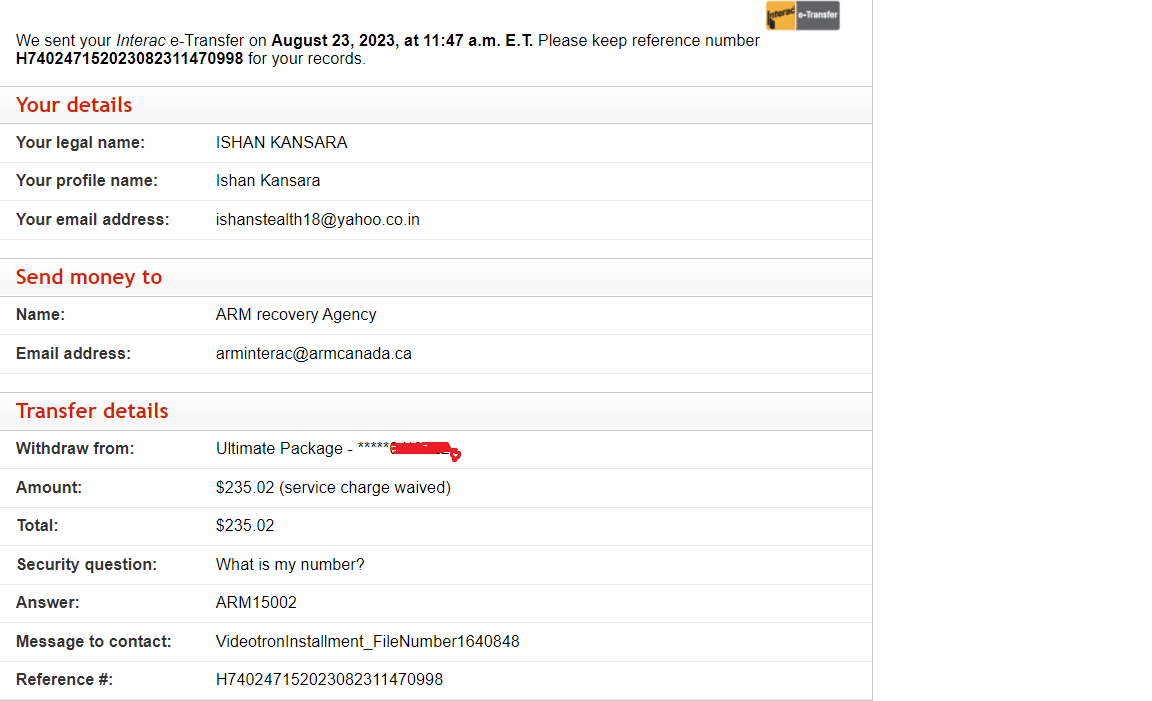 Interac e-Transfer
We sent your Interac e-Transfer on August 23, 2023, at 11:47 a.m. E.T. Please keep reference number
H740247152023082311470998 for your records.
Your details
Your legal name: ISHAN KANSARA
Your profile name: Ishan Kansara
Your email address: ishanstealth18@yahoo.co.in
Send money to
Name: ARM recovery Agency
Email address: arminterac@armcanada.ca
Transfer details
Withdraw from: Ultimate Package - *****
Amount: $235.02 (service charge waived)
Total: $235.02
Security question: What is my number?
Answer: ARM15002
Message to contact: VideotronInstallment_FileNumber1640848
Reference #: H740247152023082311470998